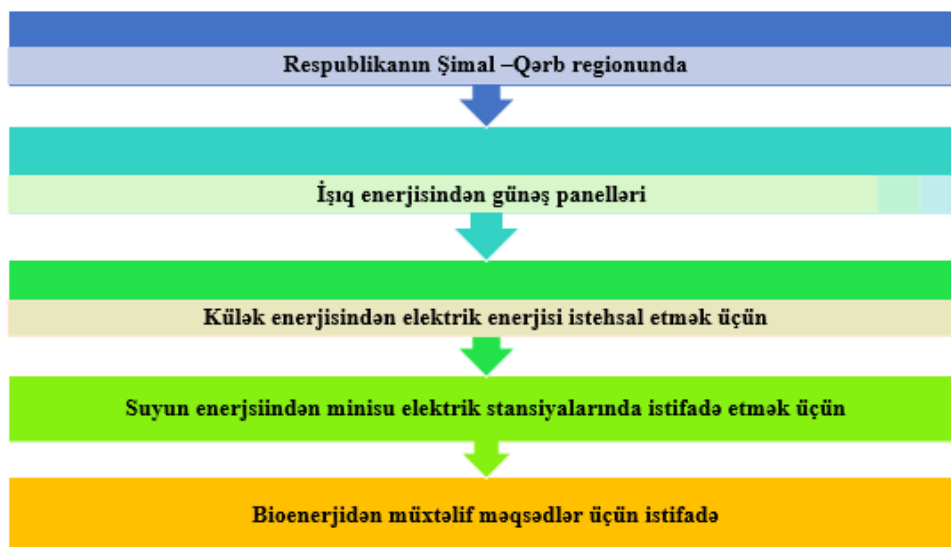 Respublikanın Şimal –Qərb regionunda
İşıq enerjisindən günəş panelləri
Külək enerjisindən elektrik enerjisi istehsal etmək üçün
Suyun enerjsiindən minisu elektrik stansiyalarında istifadə etmək üçün
Bioenerjidən müxtəlif məqsədlər üçün istifadə